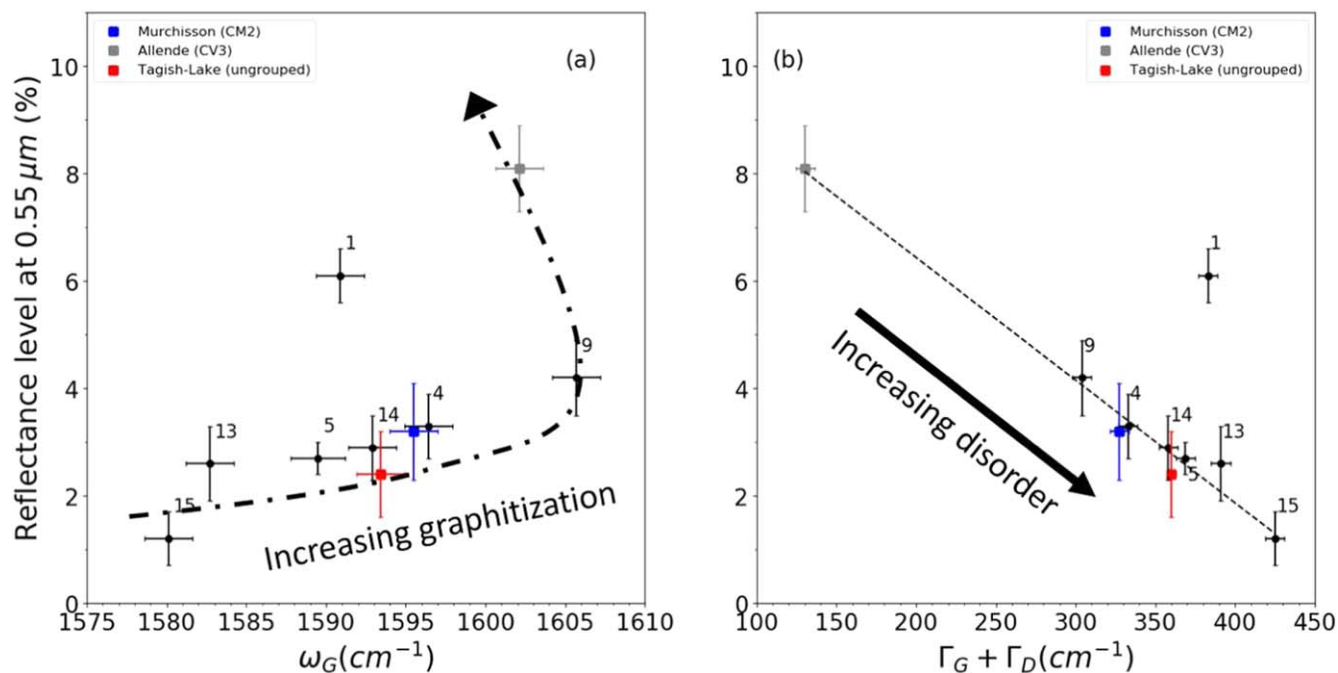 Murchisson (CM2)
Allende (CV3)
Tagish-Lake (ungrouped)
(a)
Reflectance level at 0.55 μm (%)
10
8
6
4
2
0
1
9
4
14
5
13
15
Increasing graphitization
1575 1580 1585 1590 1595 1600 1605 1610
ω_G(cm⁻¹)
(b)
Murchisson (CM2)
Allende (CV3)
Tagish-Lake (ungrouped)
10
8
6
4
2
0
1
9
4
14
13
5
15
Increasing disorder
100 150 200 250 300 350 400 450
Γ_G + Γ_D(cm⁻¹)